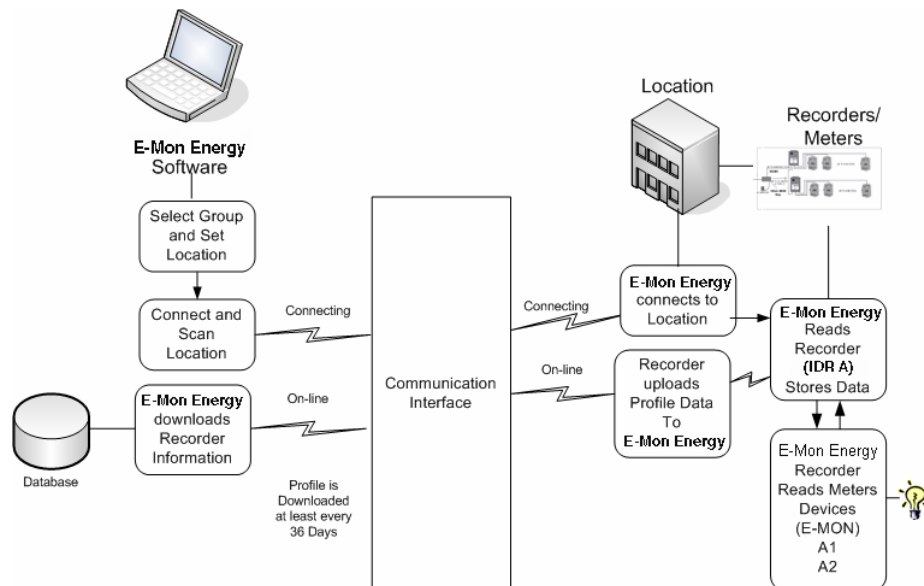 E-Mon Energy
Software
Select Group
and Set
Location
Connect and
Scan
Location
E-Mon Energy
downloads
Recorder
Information
Database
Connecting
On-line
Profile is
Downloaded
at least every
36 Days
Communication
Interface
Connecting
On-line
Location
Recorders/
Meters
E-Mon Energy
connects to
Location
Recorder
uploads
Profile Data
To
E-Mon Energy
E-Mon Energy
Reads
Recorder
(IDR A)
Stores Data
E-Mon Energy
Recorder
Reads Meters
Devices
(E-MON)
A1
A2